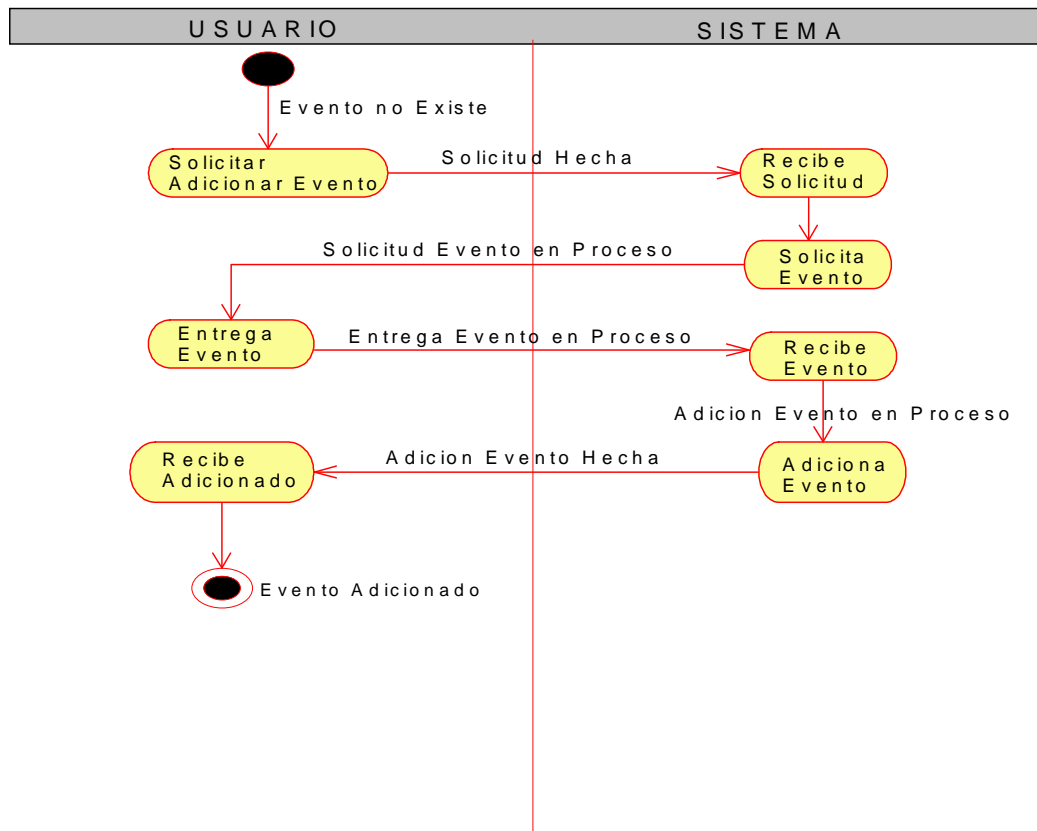 USUARIO
SISTEMA
Evento no Existe
Solicitar
Adicionar Evento
Solicitud Hecha
Recibe
Solicitud
Solicitud Evento en Proceso
Solicita
Evento
Entrega
Evento
Entrega Evento en Proceso
Recibe
Evento
Adicion Evento en Proceso
Recibe
Adicionado
Adicion Evento Hecha
Adiciona
Evento
Evento Adicionado